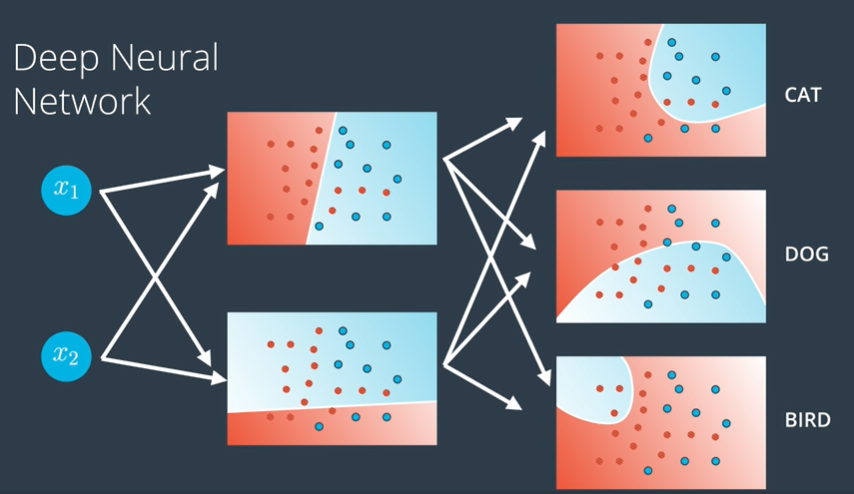 Deep Neural
Network
x₁
x₂
CAT
DOG
BIRD